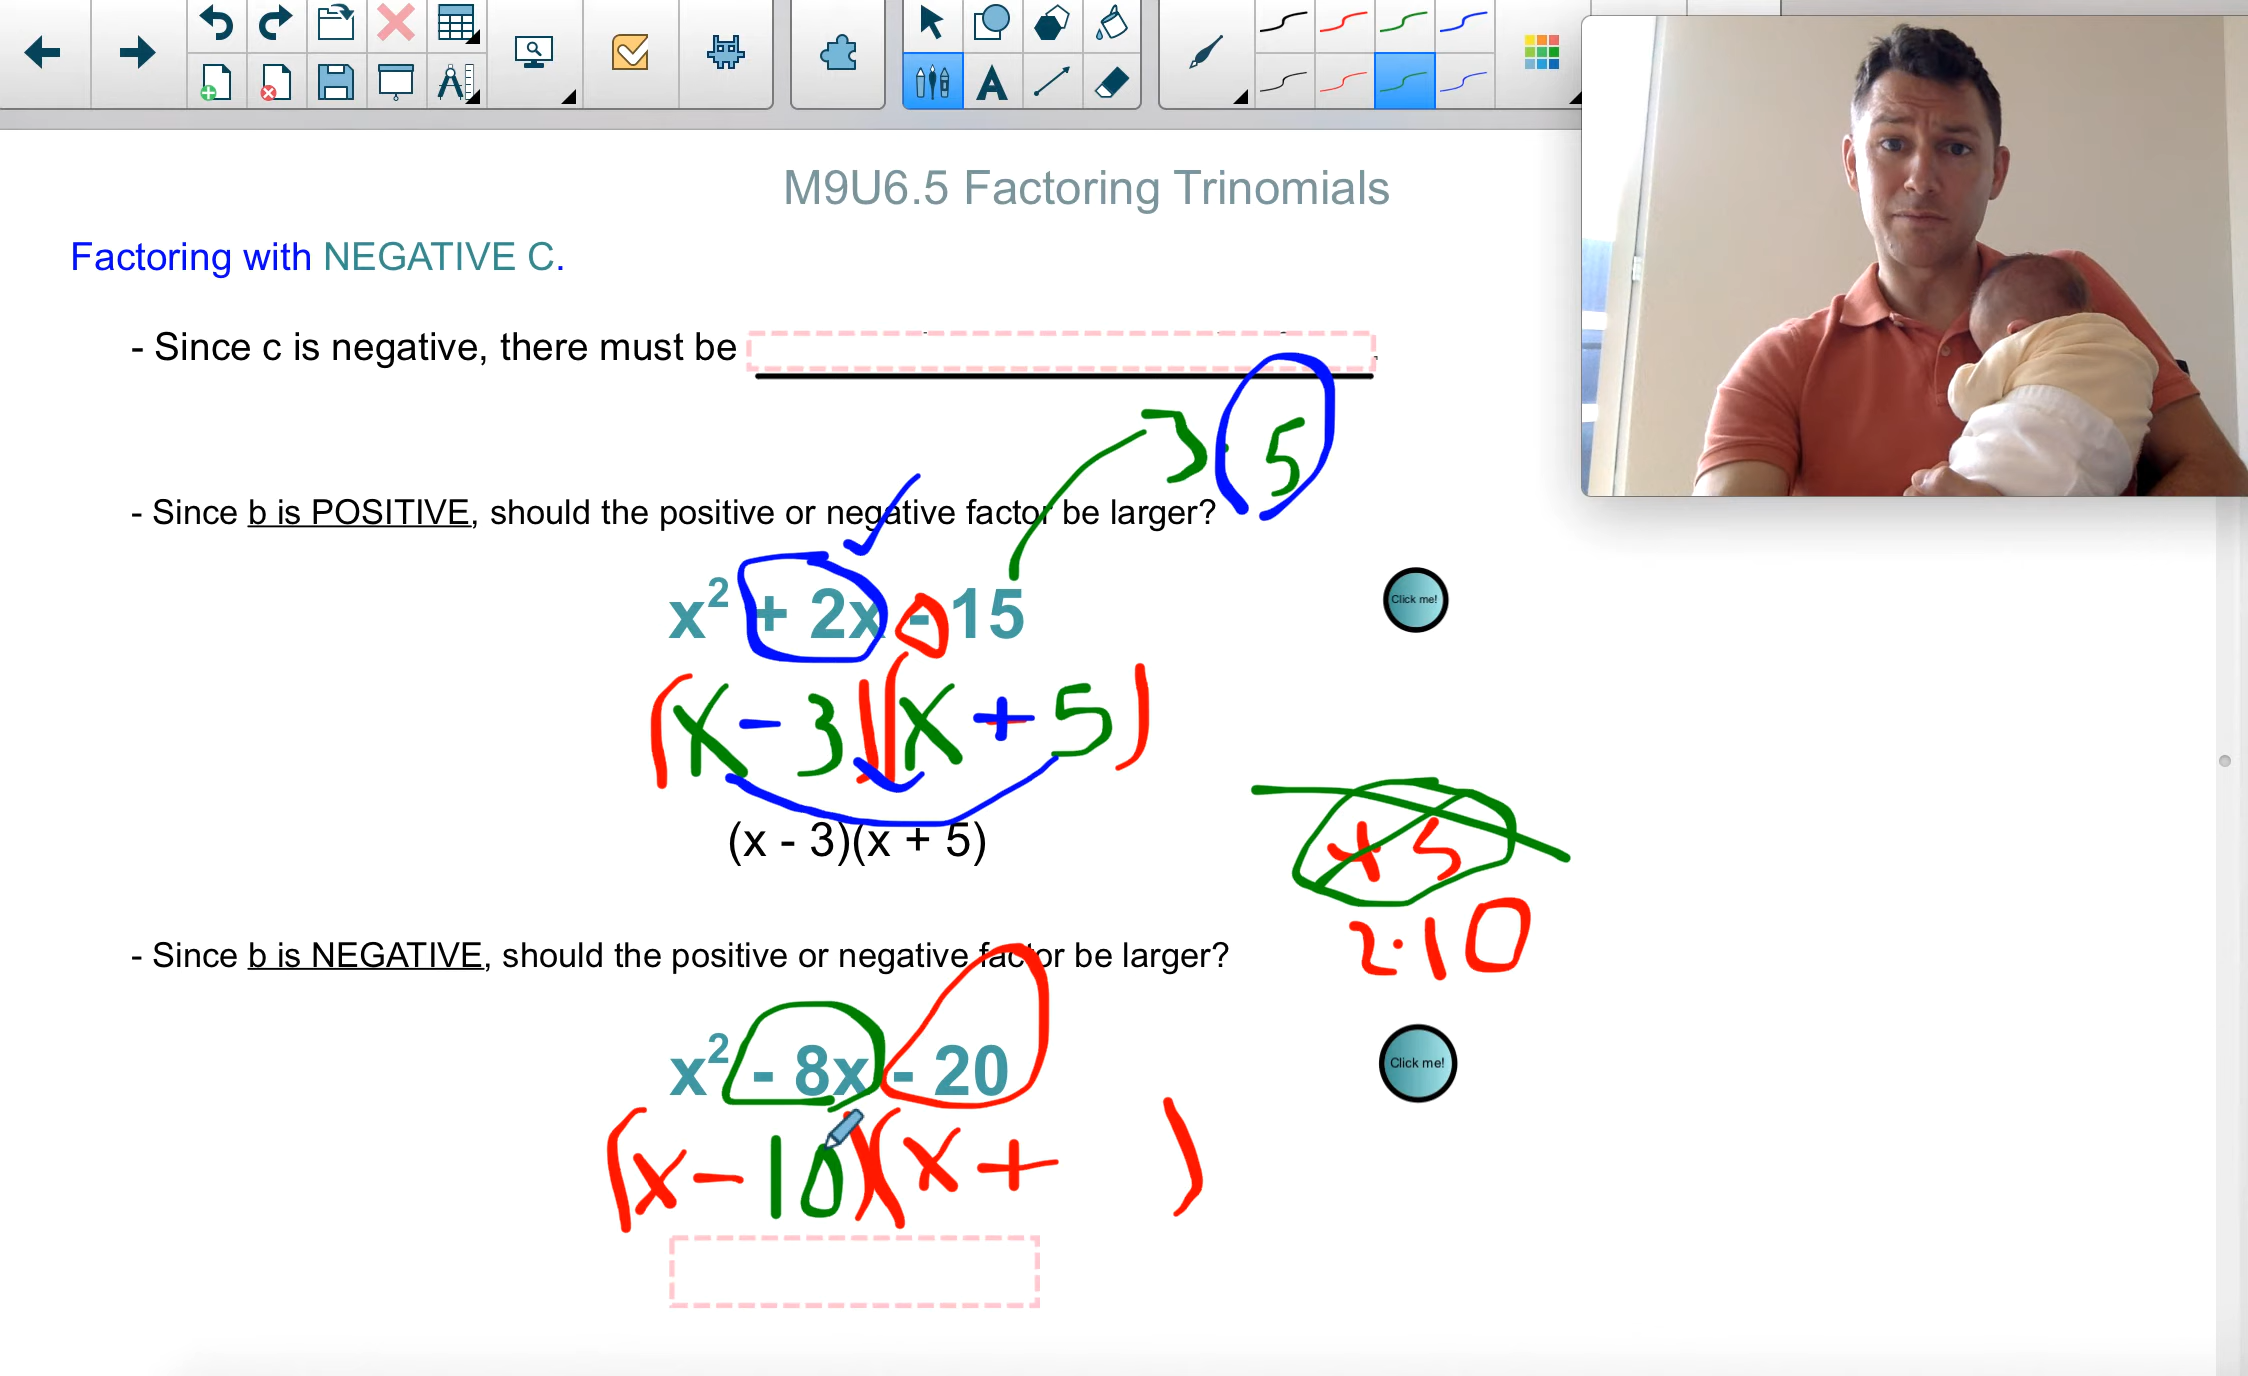 M9U6.5 Factoring Trinomials
Factoring with NEGATIVE C.
- Since c is negative, there must be
3 · 5
- Since b is POSITIVE, should the positive or negative factor be larger?
x² + 2x - 15
Click me!
(x - 3)(x + 5)
(x - 3)(x + 5)
4 5
2·10
- Since b is NEGATIVE, should the positive or negative factor be larger?
x² - 8x - 20
Click me!
(x - 10)(x + )